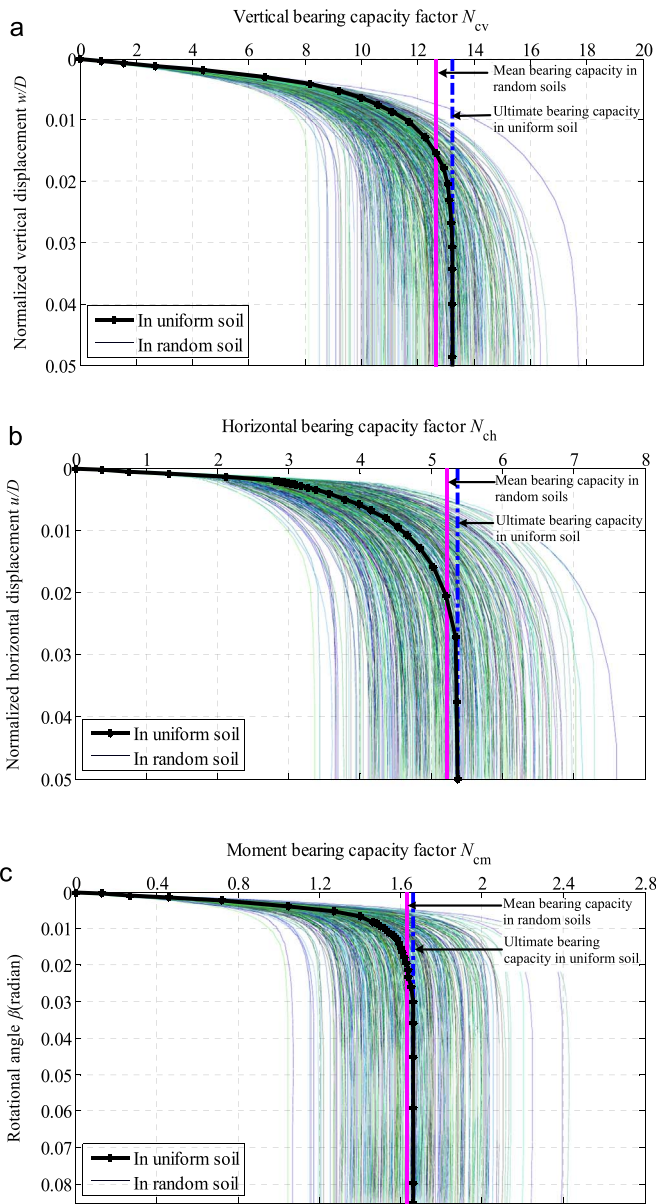 a
Vertical bearing capacity factor Ncv
0 2 4 6 8 10 12 14 16 18 20
0
0.01
0.02
0.03
0.04
0.05
Normalized vertical displacement w/D
Mean bearing capacity in
random soils
Ultimate bearing capacity
in uniform soil
In uniform soil
In random soil
b
Horizontal bearing capacity factor Nch
0 1 2 3 4 5 6 7 8
0
0.01
0.02
0.03
0.04
0.05
Normalized horizontal displacement u/D
Mean bearing capacity in
random soils
Ultimate bearing capacity
in uniform soil
In uniform soil
In random soil
c
Moment bearing capacity factor Ncm
0 0.4 0.8 1.2 1.6 2 2.4 2.8
0
0.01
0.02
0.03
0.04
0.05
0.06
0.07
0.08
Rotational angle β(radian)
Mean bearing capacity
in random soils
Ultimate bearing
capacity in uniform soil
In uniform soil
In random soil